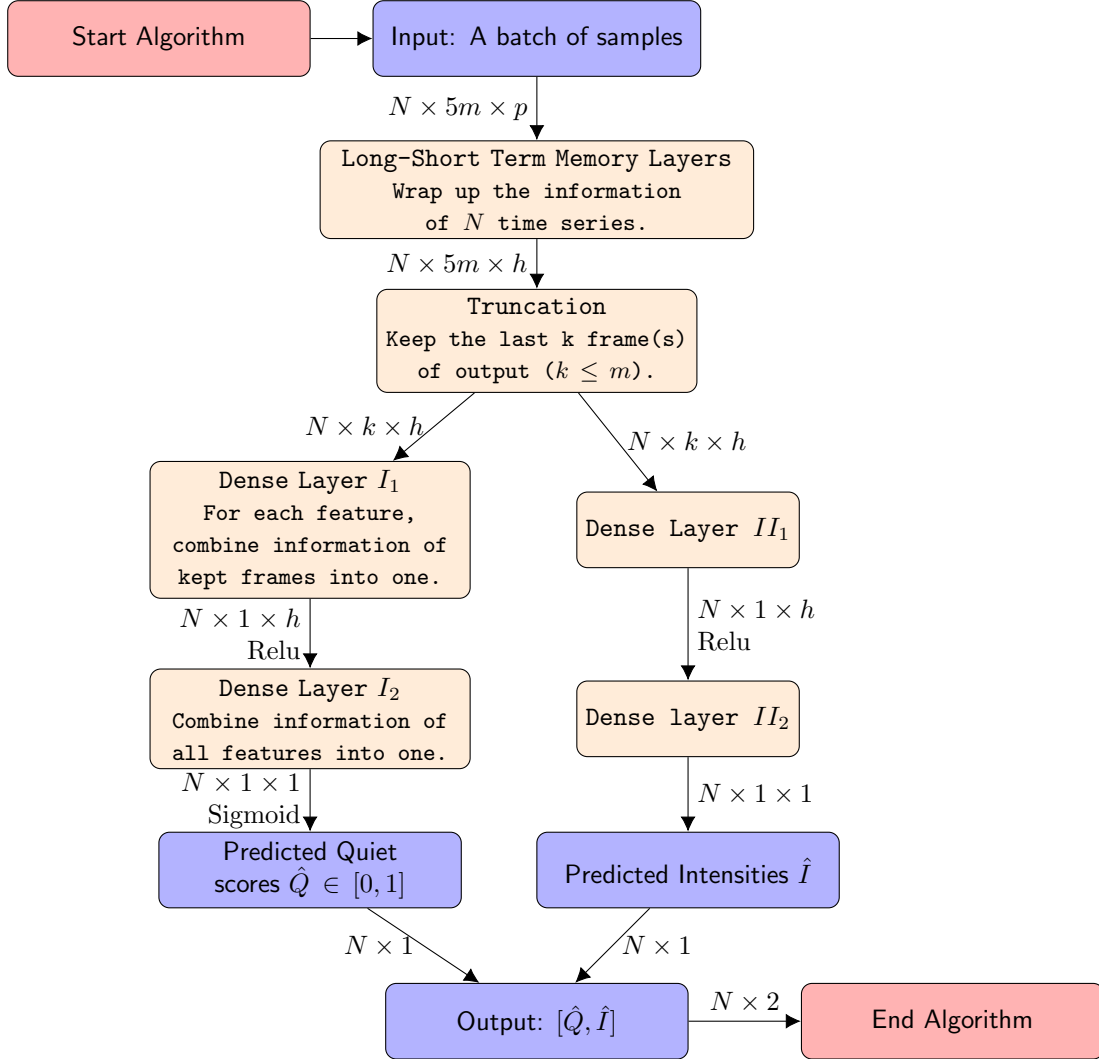 Start Algorithm
Input: A batch of samples
N × 5m × p
Long-Short Term Memory Layers
Wrap up the information
of N time series.
N × 5m × h
Truncation
Keep the last k frame(s)
of output (k ≤ m).
N × k × h
N × k × h
Dense Layer I₁
For each feature,
combine information of
kept frames into one.
Dense Layer II₁
N × 1 × h
Relu
N × 1 × h
Relu
Dense Layer I₂
Combine information of
all features into one.
Dense layer II₂
N × 1 × 1
Sigmoid
N × 1 × 1
Predicted Quiet
scores Q̂ ∈ [0, 1]
Predicted Intensities Î
N × 1
N × 1
Output: [Q̂, Î]
N × 2
End Algorithm